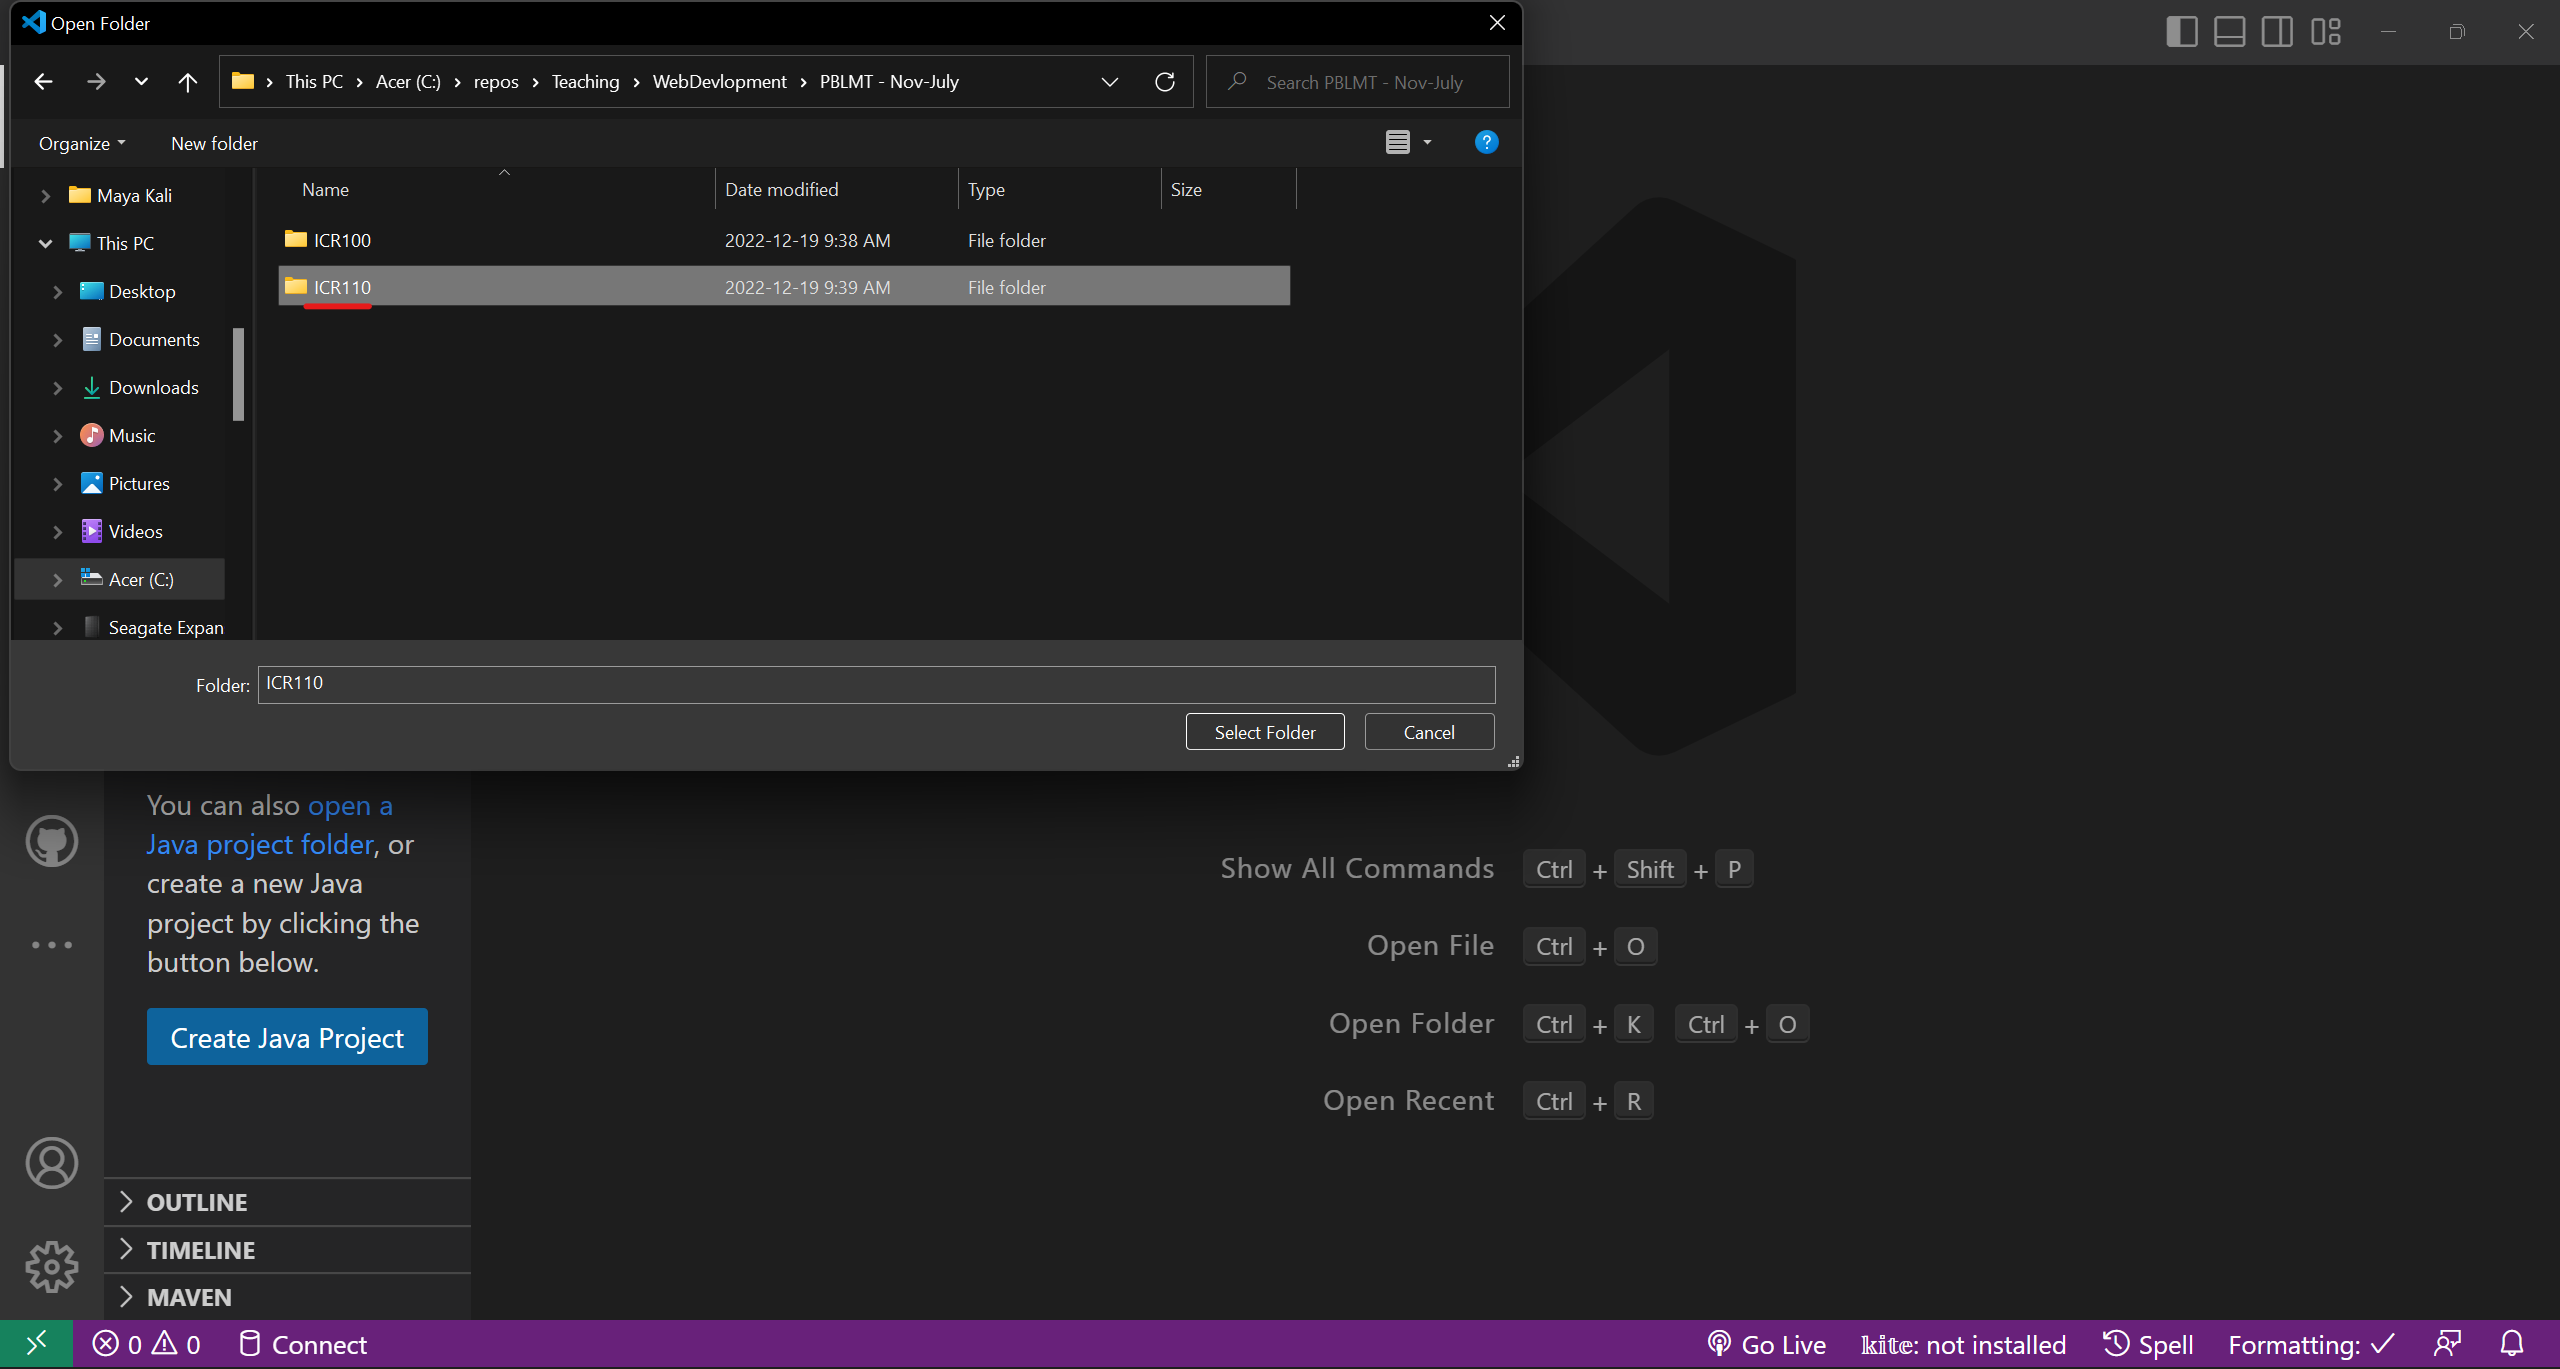 Open Folder
This PC > Acer (C:) > repos > Teaching > WebDevlopment > PBLMT - Nov-July
Search PBLMT - Nov-July
Organize
New folder
Maya Kali
This PC
Desktop
Documents
Downloads
Music
Pictures
Videos
Acer (C:)
Seagate Expan
Name Date modified Type Size
ICR100 2022-12-19 9:38 AM File folder
ICR110 2022-12-19 9:39 AM File folder
Folder: ICR110
Select Folder Cancel
You can also open a
Java project folder, or
create a new Java
project by clicking the
button below.
Create Java Project
OUTLINE
TIMELINE
MAVEN
Show All Commands Ctrl + Shift + P
Open File Ctrl + O
Open Folder Ctrl + K Ctrl + O
Open Recent Ctrl + R
0 0 Connect Go Live kite: not installed Spell Formatting: ✓